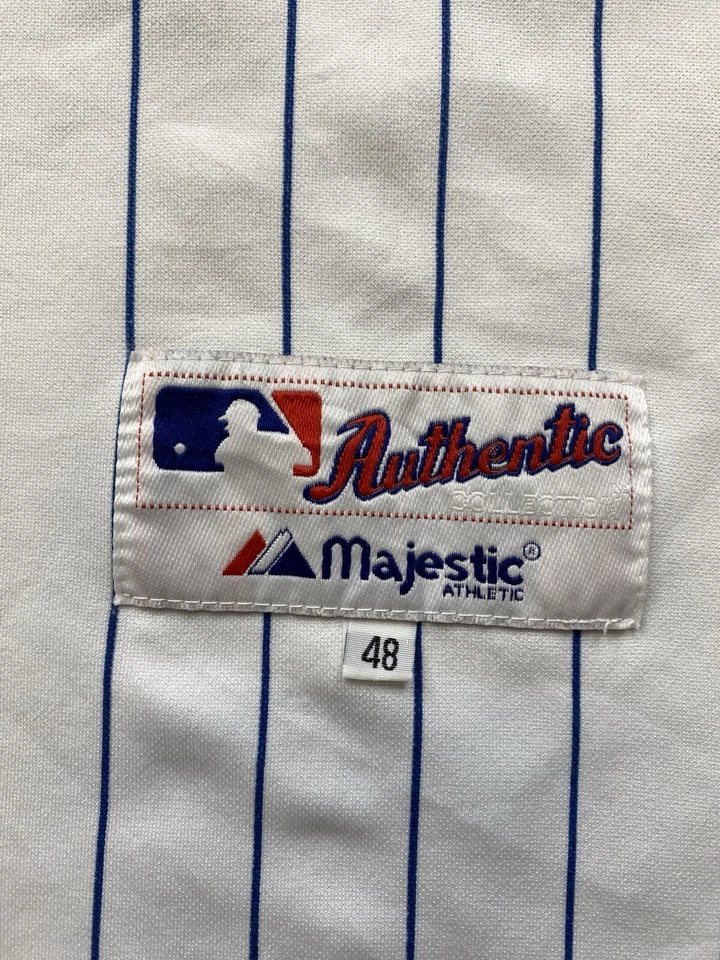 Authentic
COLLECTION
Majestic®
ATHLETIC
48